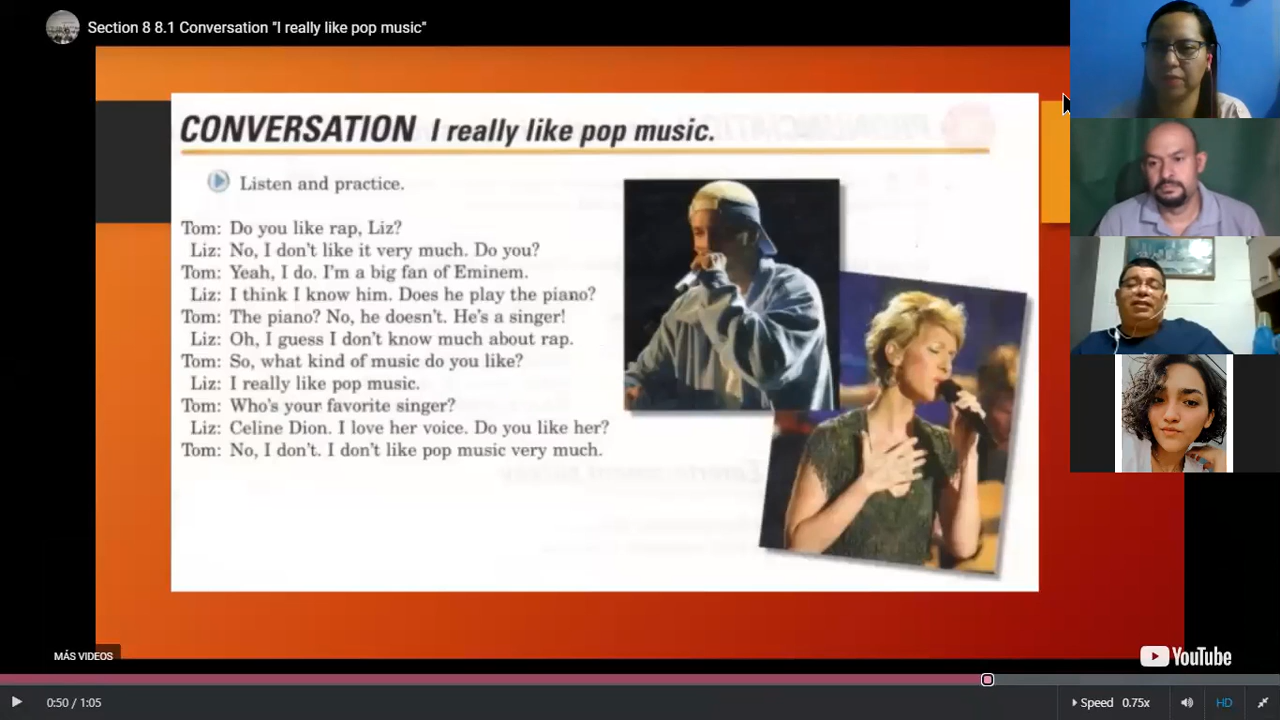 Section 8 8.1 Conversation "I really like pop music"
CONVERSATION I really like pop music.
Listen and practice.
Tom: Do you like rap, Liz?
Liz: No, I don't like it very much. Do you?
Tom: Yeah, I do. I'm a big fan of Eminem.
Liz: I think I know him. Does he play the piano?
Tom: The piano? No, he doesn't. He's a singer!
Liz: Oh, I guess I don't know much about rap.
Tom: So, what kind of music do you like?
Liz: I really like pop music.
Tom: Who's your favorite singer?
Liz: Celine Dion. I love her voice. Do you like her?
Tom: No, I don't. I don't like pop music very much.
MÁS VIDEOS
YouTube
0:50 / 1:05
Speed 0.75x
HD